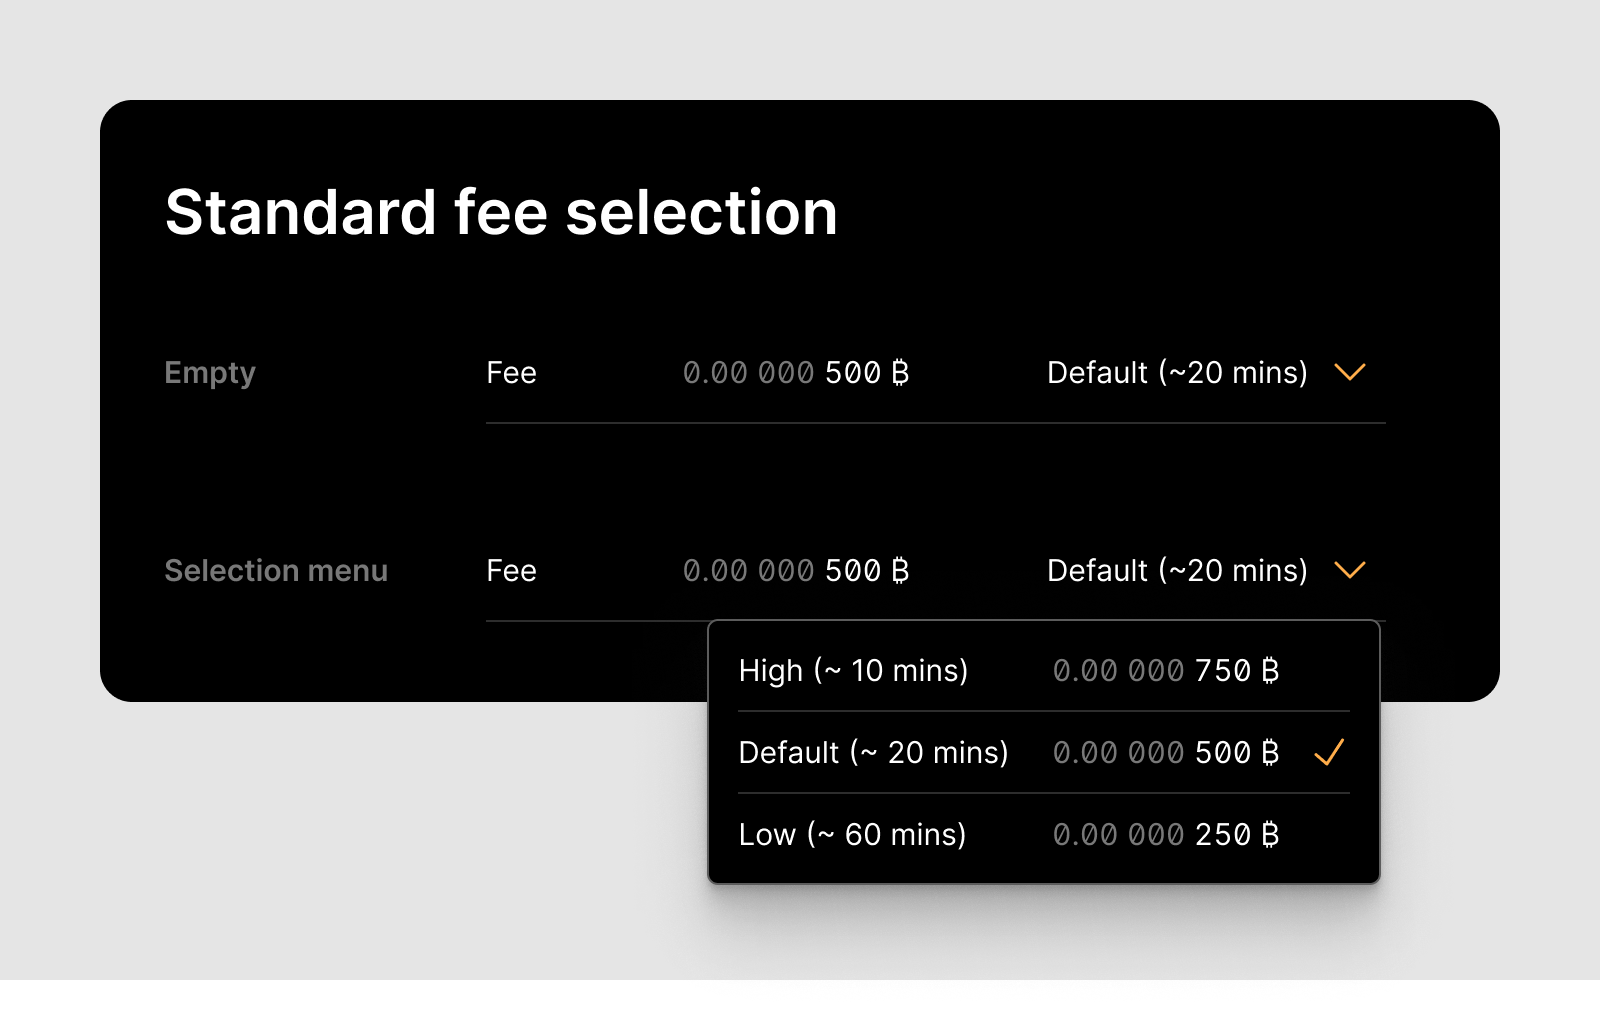 Standard fee selection
Empty Fee 0.00 000 500 ₿ Default (~20 mins)
Selection menu Fee 0.00 000 500 ₿ Default (~20 mins)
High (~ 10 mins) 0.00 000 750 ₿
Default (~ 20 mins) 0.00 000 500 ₿
Low (~ 60 mins) 0.00 000 250 ₿